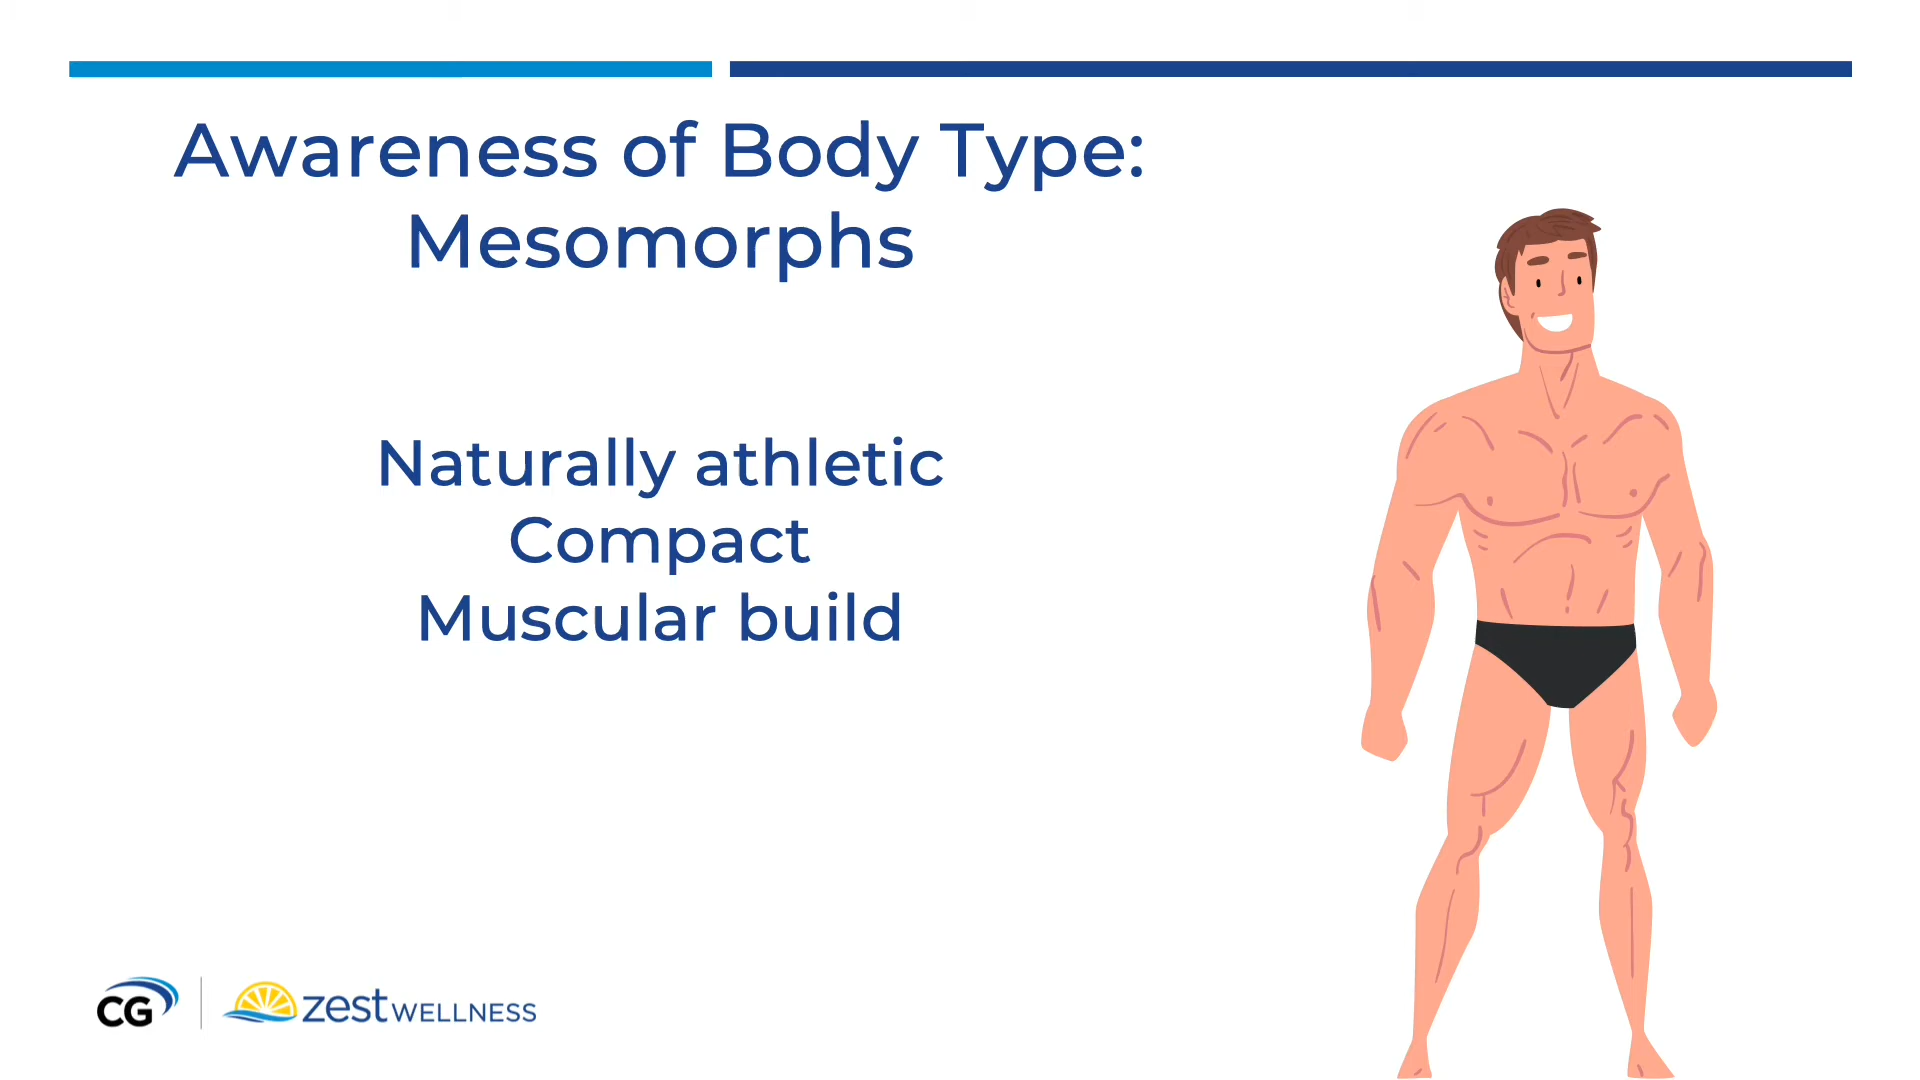 Awareness of Body Type:
Mesomorphs
Naturally athletic
Compact
Muscular build
CG
zest WELLNESS